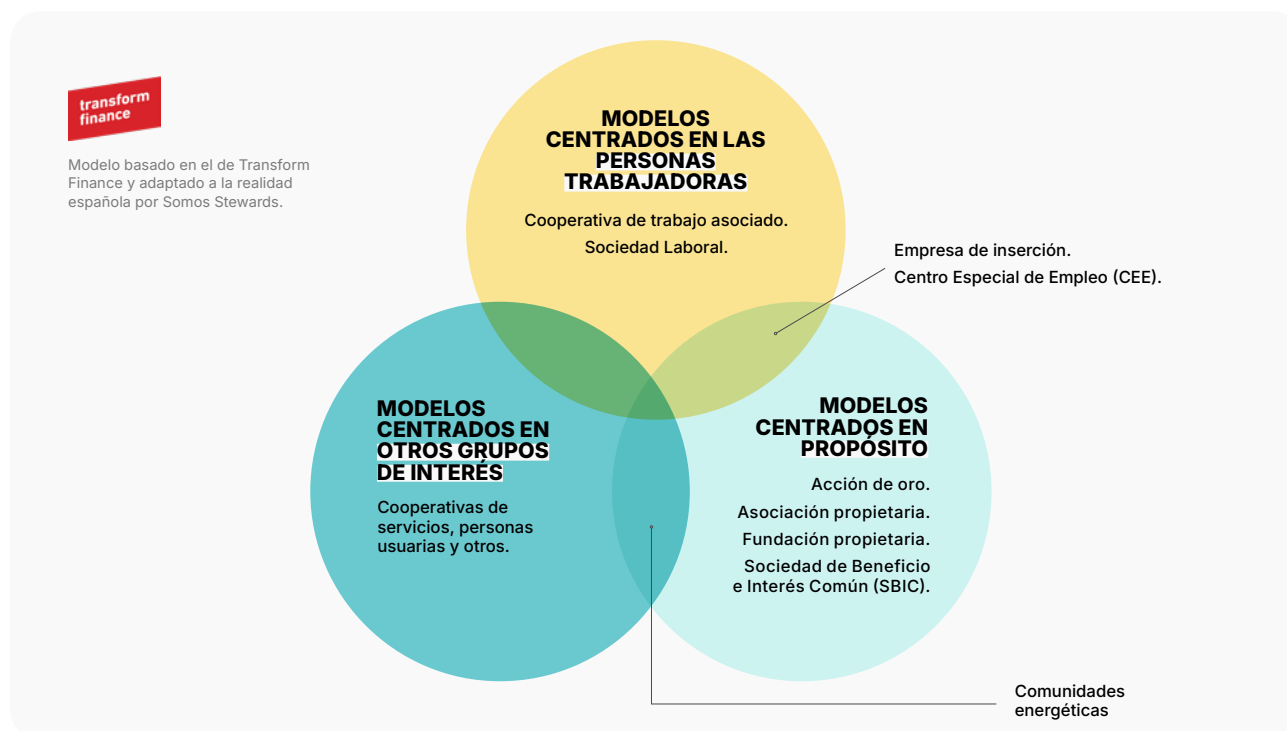 transform
finance
Modelo basado en el de Transform
Finance y adaptado a la realidad
española por Somos Stewards.
MODELOS
CENTRADOS EN LAS
PERSONAS
TRABAJADORAS
Cooperativa de trabajo asociado.
Sociedad Laboral.
Empresa de inserción.
Centro Especial de Empleo (CEE).
MODELOS
CENTRADOS EN
OTROS GRUPOS
DE INTERÉS
Cooperativas de
servicios, personas
usuarias y otros.
MODELOS
CENTRADOS EN
PROPÓSITO
Acción de oro.
Asociación propietaria.
Fundación propietaria.
Sociedad de Beneficio
e Interés Común (SBIC).
Comunidades
energéticas